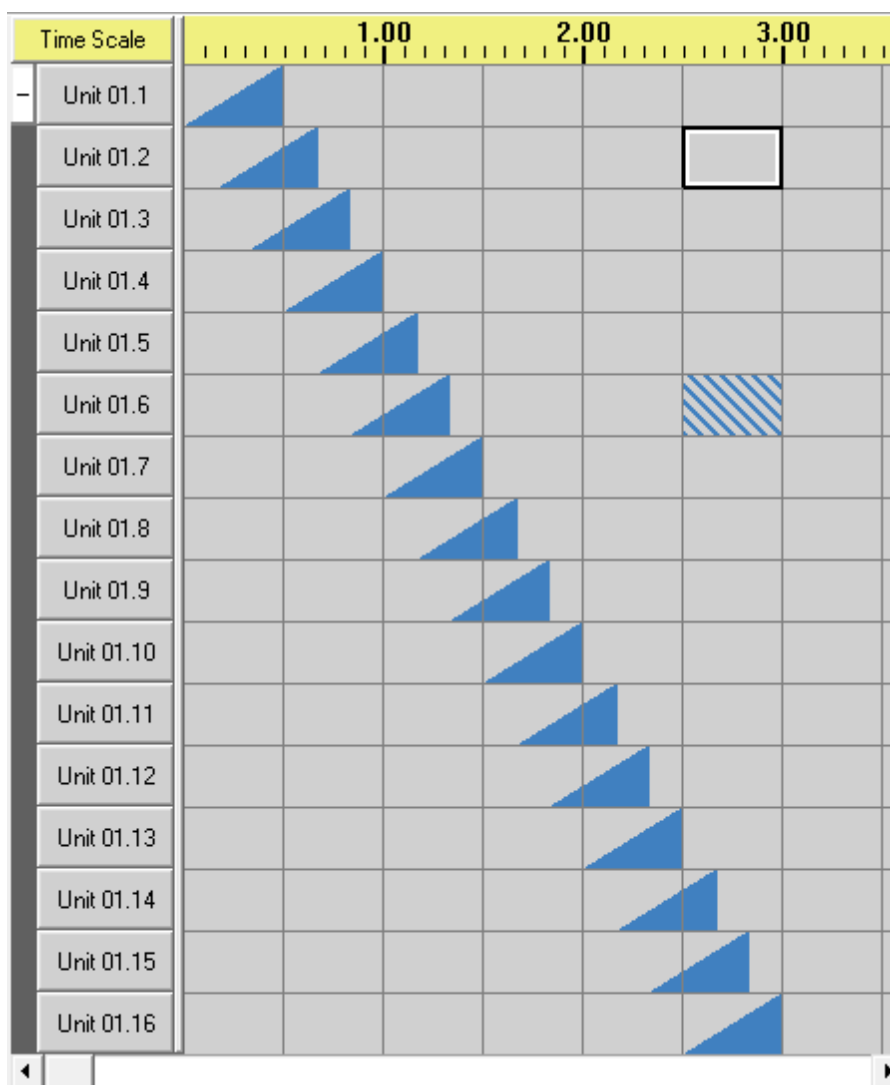 Time Scale 1.00 2.00 3.00
− Unit 01.1
Unit 01.2
Unit 01.3
Unit 01.4
Unit 01.5
Unit 01.6
Unit 01.7
Unit 01.8
Unit 01.9
Unit 01.10
Unit 01.11
Unit 01.12
Unit 01.13
Unit 01.14
Unit 01.15
Unit 01.16